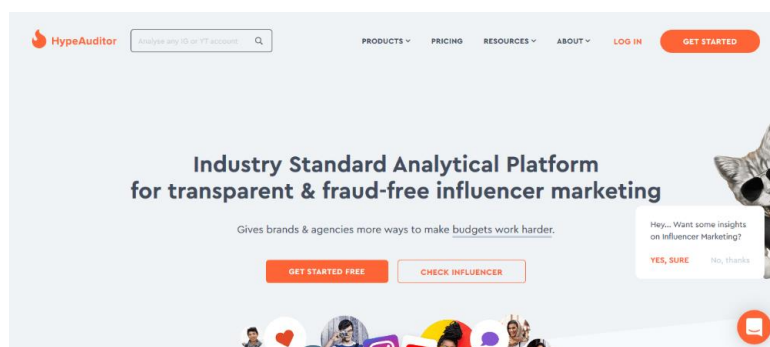 HypeAuditor
Analyse any IG or YT account
PRODUCTS
PRICING
RESOURCES
ABOUT
LOG IN
GET STARTED
Industry Standard Analytical Platform
for transparent & fraud-free influencer marketing
Gives brands & agencies more ways to make budgets work harder.
Hey... Want some insights
on Influencer Marketing?
YES, SURE
No, thanks
GET STARTED FREE
CHECK INFLUENCER